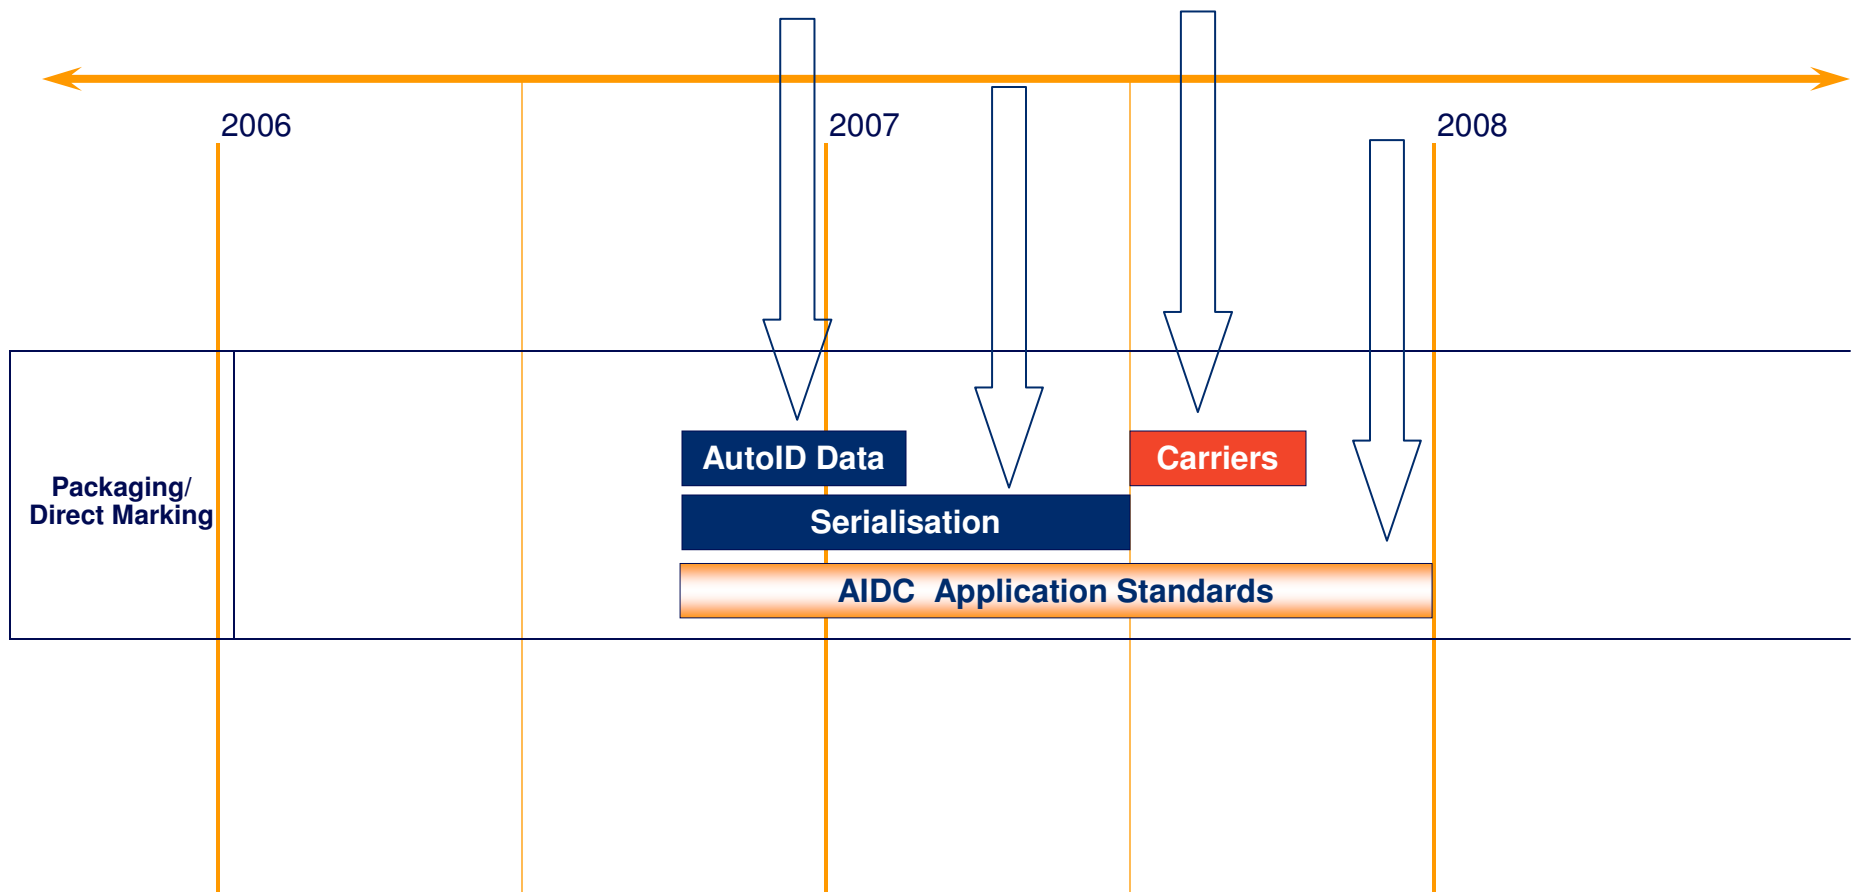 2006
2007
2008
AutoID Data
Carriers
Packaging/
Direct Marking
Serialisation
AIDC  Application Standards